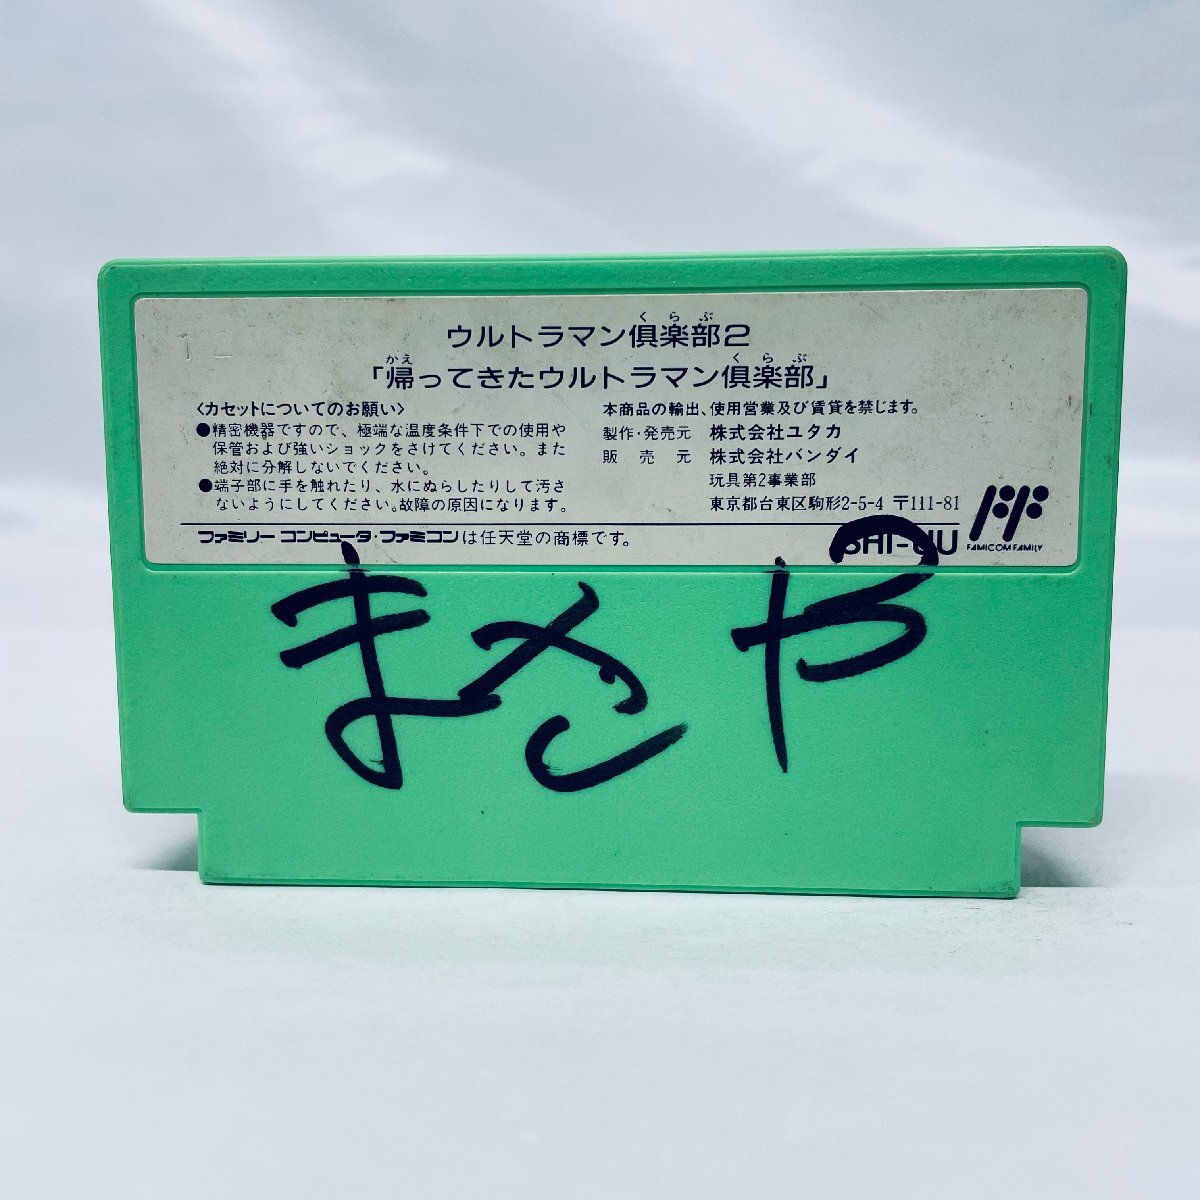 ウルトラマン倶楽部2
「帰ってきたウルトラマン倶楽部」
〈カセットについてのお願い〉
●精密機器ですので、極端な温度条件下での使用や
保管および強いショックをさけてください。また
絶対に分解しないでください。
●端子部に手を触れたり、水にぬらしたりして汚さ
ないようにしてください。故障の原因になります。
本商品の輸出、使用営業及び賃貸を禁じます。
製作・発売元 株式会社ユタカ
販売元 株式会社バンダイ
玩具第2事業部
東京都台東区駒形2-5-4 〒111-81
ファミリーコンピュータ・ファミコンは任天堂の商標です。
SHI-UU
FAMICOM FAMILY
まさや